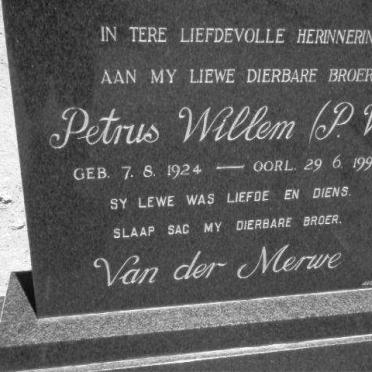 IN TERE LIEFDEVOLLE HERINNERIN
AAN MY LIEWE DIERBARE BROER
Petrus Willem (P.
GEB. 7. 8. 1924 — OORL. 29 6. 199
SY LEWE WAS LIEFDE EN DIENS.
SLAAP SAC MY DIERBARE BROER.
Van der Merwe